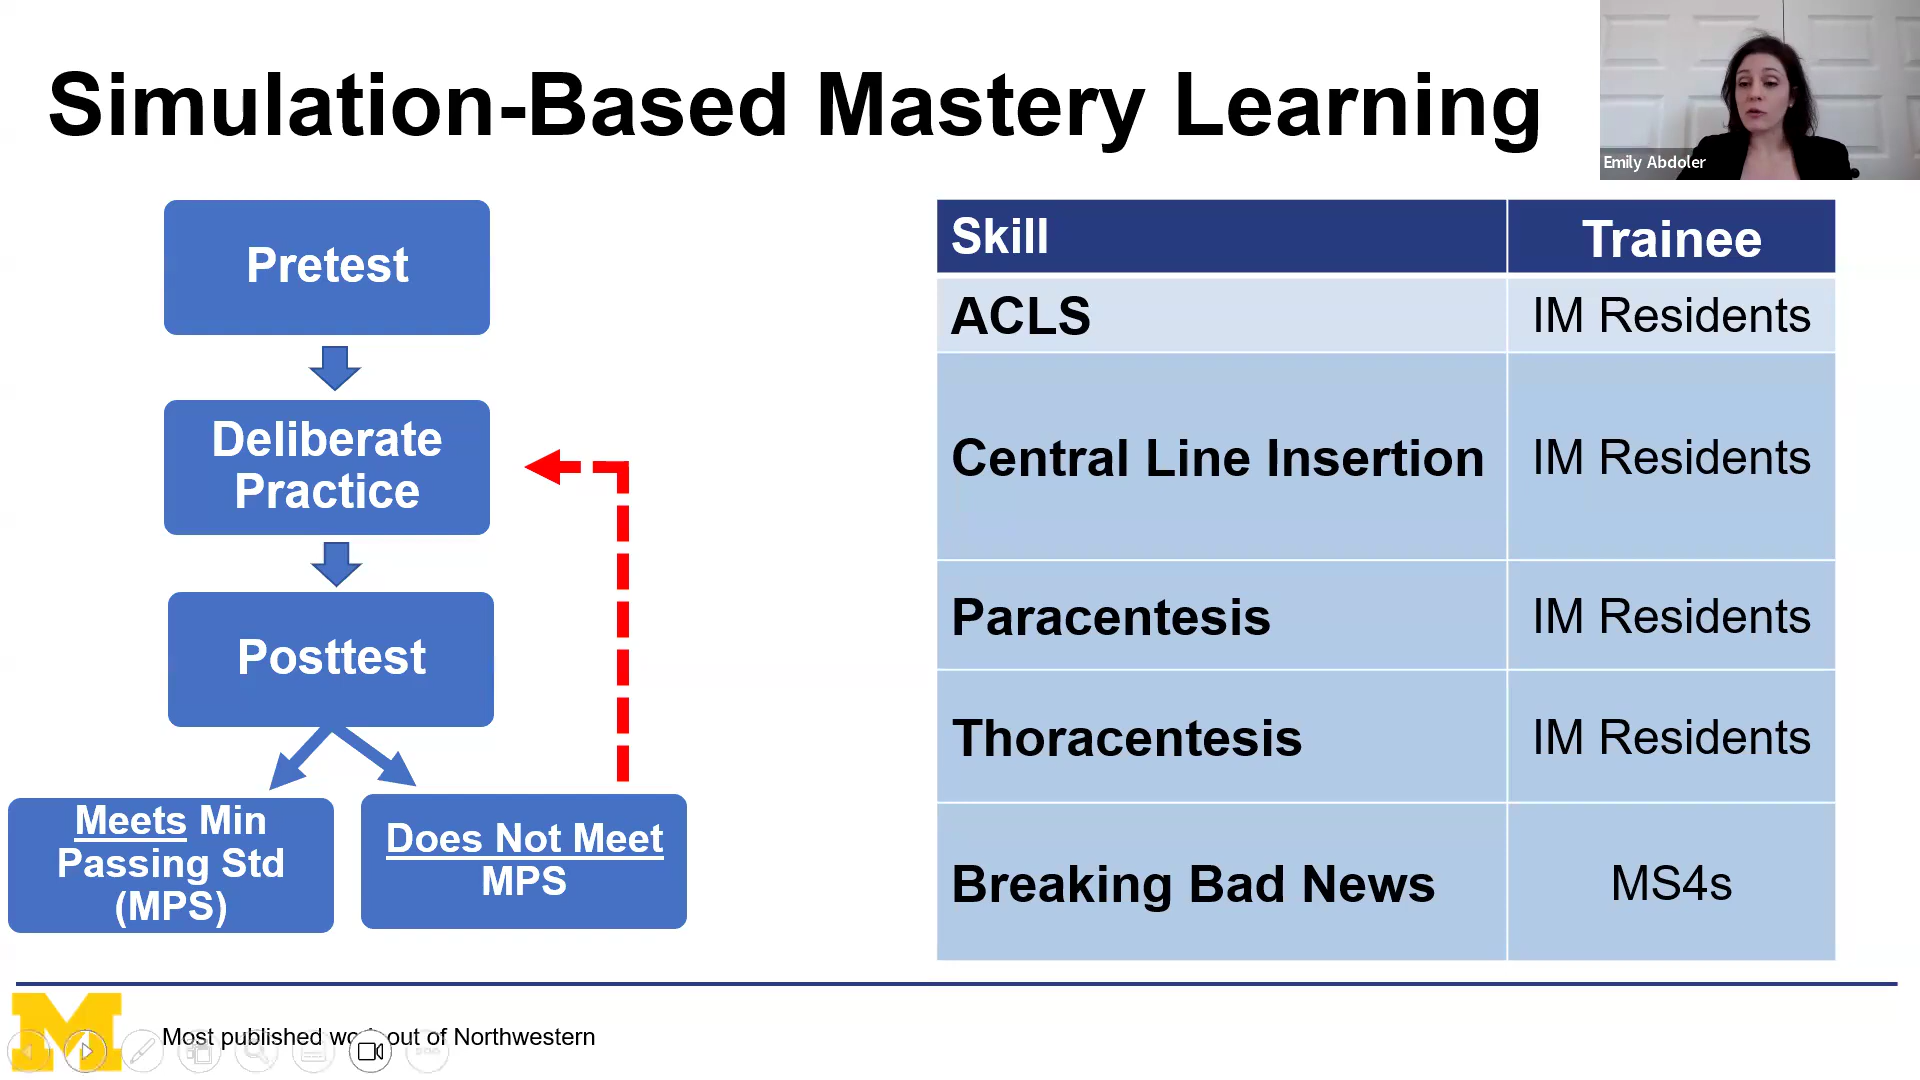 Simulation-Based Mastery Learning
Emily Abdoler
Pretest
Deliberate
Practice
Posttest
Meets Min
Passing Std
(MPS)
Does Not Meet
MPS
Skill
Trainee
ACLS
IM Residents
Central Line Insertion
IM Residents
Paracentesis
IM Residents
Thoracentesis
IM Residents
Breaking Bad News
MS4s
M
Most published work out of Northwestern